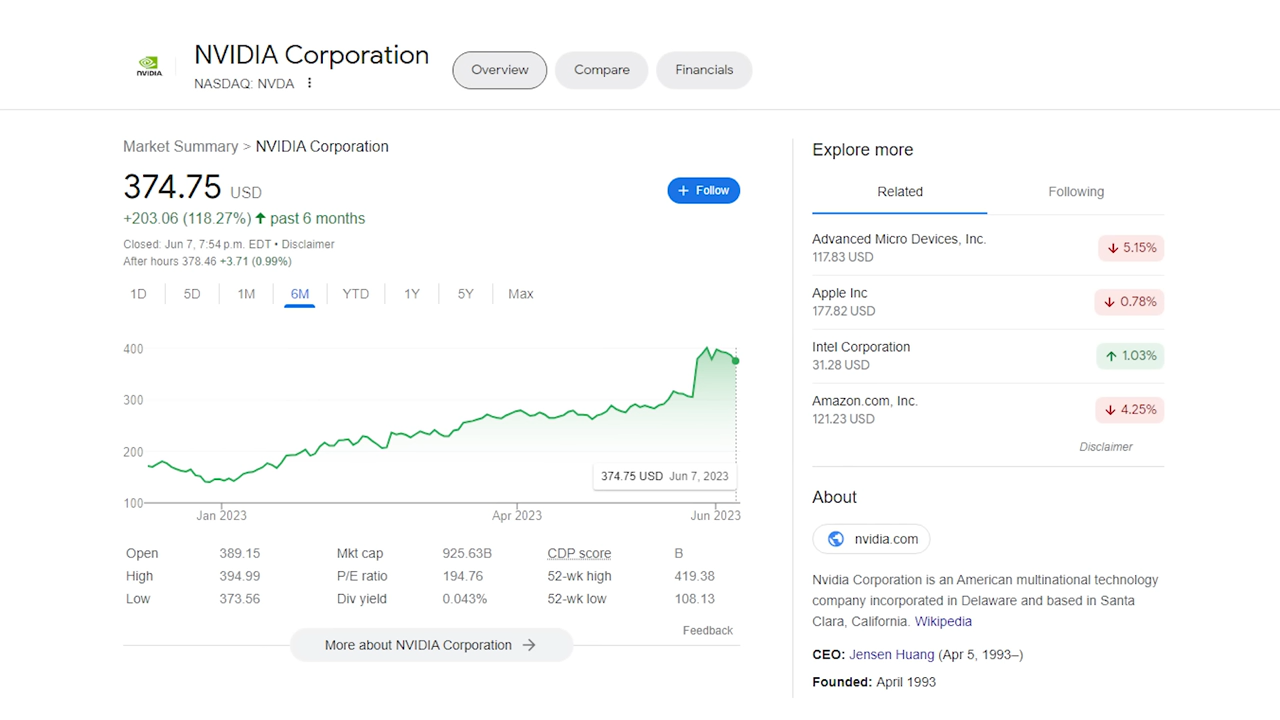 NVIDIA
NVIDIA Corporation
NASDAQ: NVDA
Overview
Compare
Financials
Market Summary > NVIDIA Corporation
374.75 USD
+ Follow
+203.06 (118.27%) ↑ past 6 months
Closed: Jun 7, 7:54 p.m. EDT • Disclaimer
After hours 378.46 +3.71 (0.99%)
1D 5D 1M 6M YTD 1Y 5Y Max
400
300
200
100
374.75 USD Jun 7, 2023
Jan 2023 Apr 2023 Jun 2023
Open 389.15 Mkt cap 925.63B CDP score B
High 394.99 P/E ratio 194.76 52-wk high 419.38
Low 373.56 Div yield 0.043% 52-wk low 108.13
Feedback
More about NVIDIA Corporation →
Explore more
Related Following
Advanced Micro Devices, Inc.
117.83 USD
↓ 5.15%
Apple Inc
177.82 USD
↓ 0.78%
Intel Corporation
31.28 USD
↑ 1.03%
Amazon.com, Inc.
121.23 USD
↓ 4.25%
Disclaimer
About
nvidia.com
Nvidia Corporation is an American multinational technology
company incorporated in Delaware and based in Santa
Clara, California. Wikipedia
CEO: Jensen Huang (Apr 5, 1993–)
Founded: April 1993